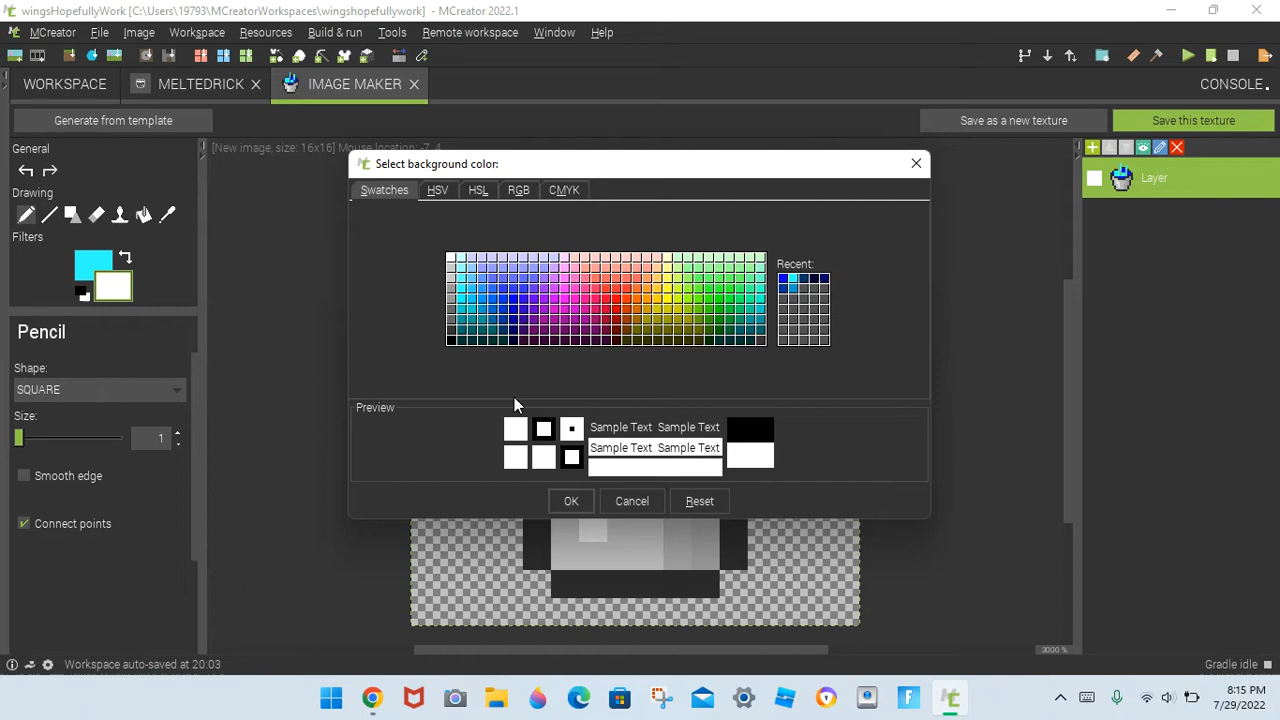 wingsHopefullyWork [C:\Users\19793\MCreatorWorkspaces\wingshopefullywork] - MCreator 2022.1
MCreator File Image Workspace Resources Build & run Tools Remote workspace Window Help
WORKSPACE MELTEDRICK IMAGE MAKER CONSOLE
Generate from template Save as a new texture Save this texture
General
[New image, size: 16x16] Mouse location: -7, 4
Select background color:
Layer
Swatches HSV HSL RGB CMYK
Drawing
Filters
Recent:
Pencil
Shape:
SQUARE
Size:
1
Smooth edge
Connect points
Preview
Sample Text Sample Text
Sample Text Sample Text
OK Cancel Reset
3000 %
Workspace auto-saved at 20:03 Gradle idle
8:15 PM
7/29/2022